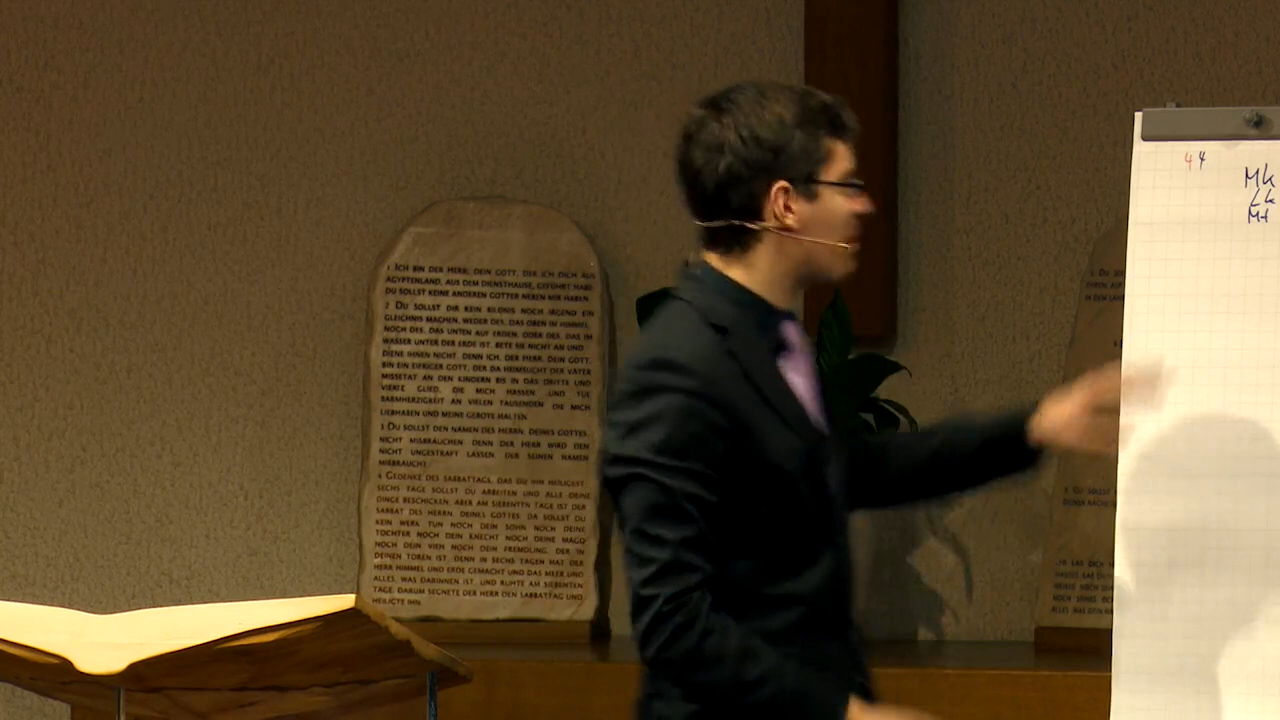 1 ICH BIN DER HERR, DEIN GOTT, DER ICH DICH AUS
ÄGYPTENLAND, AUS DEM DIENSTHAUSE, GEFÜHRT HABE
DU SOLLST KEINE ANDEREN GÖTTER NEBEN MIR HABEN.
2 DU SOLLST DIR KEIN BILDNIS NOCH IRGEND EIN
GLEICHNIS MACHEN, WEDER DES, DAS OBEN IM HIMMEL,
NOCH DES, DAS UNTEN AUF ERDEN, ODER DES, DAS IM
WASSER UNTER DER ERDE IST. BETE SIE NICHT AN UND
DIENE IHNEN NICHT. DENN ICH, DER HERR, DEIN GOTT,
BIN EIN EIFRIGER GOTT, DER DA HEIMSUCHT DER VÄTER
MISSETAT AN DEN KINDERN BIS IN DAS DRITTE UND
VIERTE GLIED, DIE MICH HASSEN UND TUE
BARMHERZIGKEIT AN VIELEN TAUSENDEN DIE MICH
LIEBHABEN UND MEINE GEBOTE HALTEN
3 DU SOLLST DEN NAMEN DES HERRN, DEINES GOTTES,
NICHT MISBRAUCHEN: DENN DER HERR WIRD DEN
NICHT UNGESTRAFT LASSEN DER SEINEN NAMEN
MISBRAUCHT.
4 GEDENKE DES SABBATTAGS, DAS DU IHN HEILIGEST.
SECHS TAGE SOLLST DU ARBEITEN UND ALLE DEINE
DINGE BESCHICKEN, ABER AM SIEBENTEN TAGE IST DER
SABBAT DES HERRN, DEINES GOTTES. DA SOLLST DU
KEIN WERK TUN NOCH DEIN SOHN NOCH DEINE
TOCHTER NOCH DEIN KNECHT NOCH DEINE MAGD
NOCH DEIN VIEH NOCH DEIN FREMDLING, DER IN
DEINEN TOREN IST. DENN IN SECHS TAGEN HAT DER
HERR HIMMEL UND ERDE GEMACHT UND DAS MEER UND
ALLES, WAS DARINNEN IST, UND RUHTE AM SIEBENTEN
TAGE. DARUM SEGNETE DER HERR DEN SABBATTAG UND
HEILIGTE IHN.
4 4
Mk
Lk
Mt